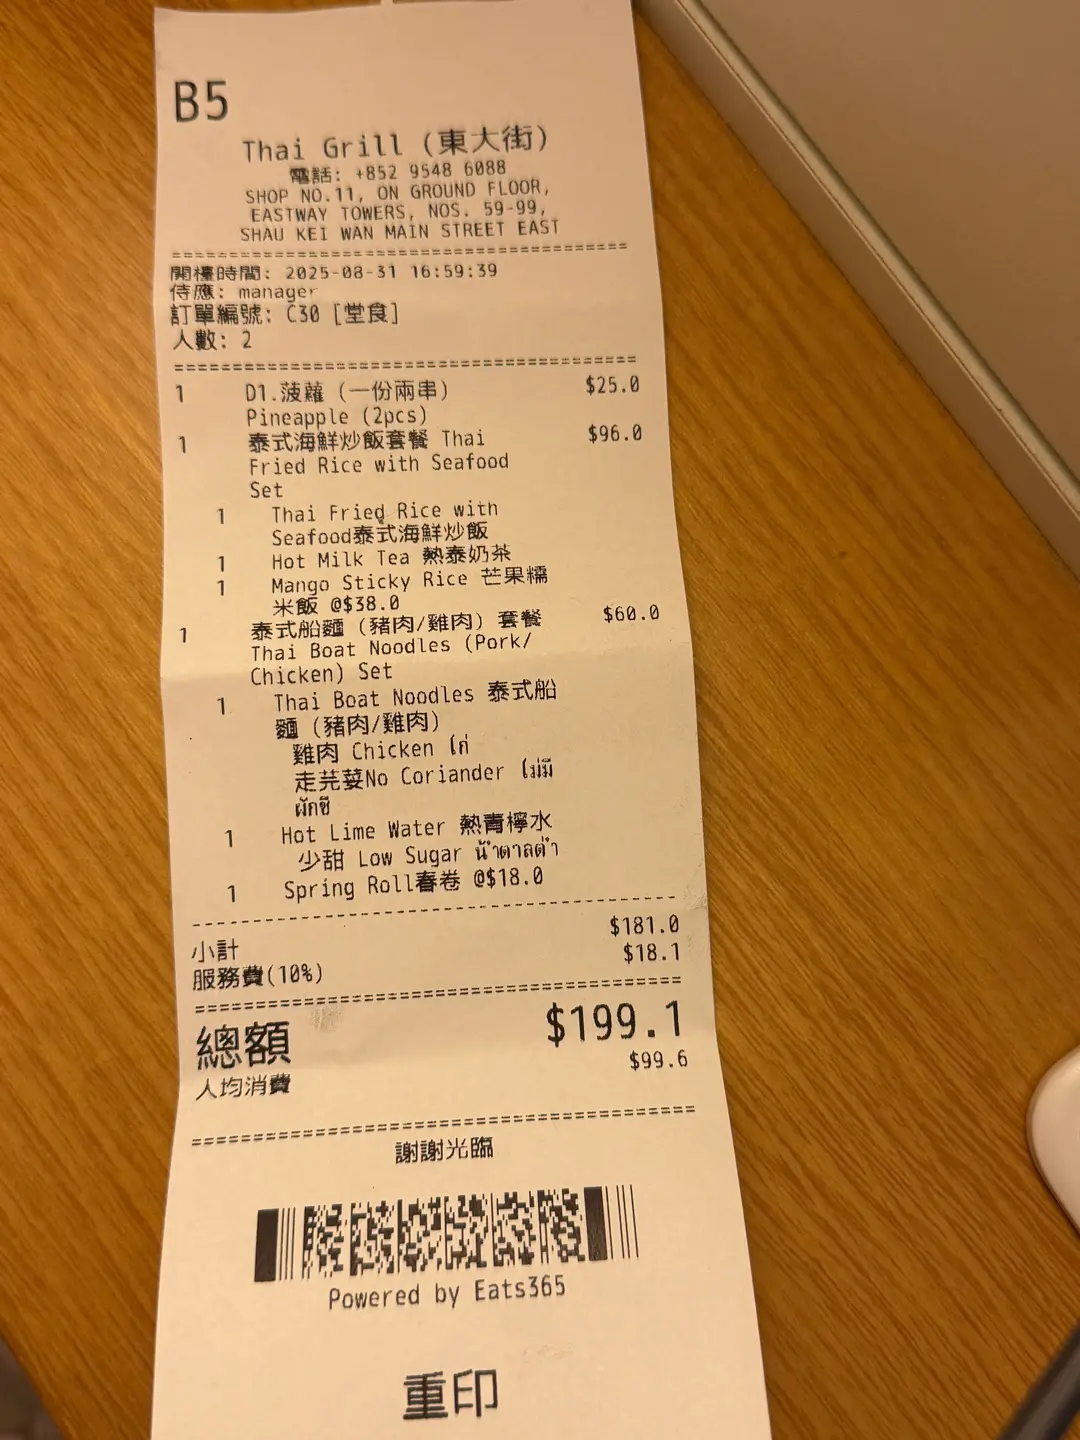 B5
Thai Grill (東大街)
電話: +852 9548 6088
SHOP NO.11, ON GROUND FLOOR,
EASTWAY TOWERS, NOS. 59-99,
SHAU KEI WAN MAIN STREET EAST
開檯時間: 2025-08-31 16:59:39
侍應: manager
訂單編號: C30 [堂食]
人數: 2
1 D1.菠蘿 (一份兩串) $25.0
Pineapple (2pcs)
1 泰式海鮮炒飯套餐 Thai $96.0
Fried Rice with Seafood
Set
1 Thai Fried Rice with
Seafood泰式海鮮炒飯
1 Hot Milk Tea 熱泰奶茶
1 Mango Sticky Rice 芒果糯
米飯 @$38.0
1 泰式船麵 (豬肉/雞肉) 套餐 $60.0
Thai Boat Noodles (Pork/
Chicken) Set
1 Thai Boat Noodles 泰式船
麵 (豬肉/雞肉)
雞肉 Chicken ไก่
走芫荽No Coriander ไม่มี
ผักชี
1 Hot Lime Water 熱青檸水
少甜 Low Sugar น้ำตาลต่ำ
1 Spring Roll春卷 @$18.0
小計 $181.0
服務費(10%) $18.1
總額 $199.1
人均消費 $99.6
謝謝光臨
Powered by Eats365
重印